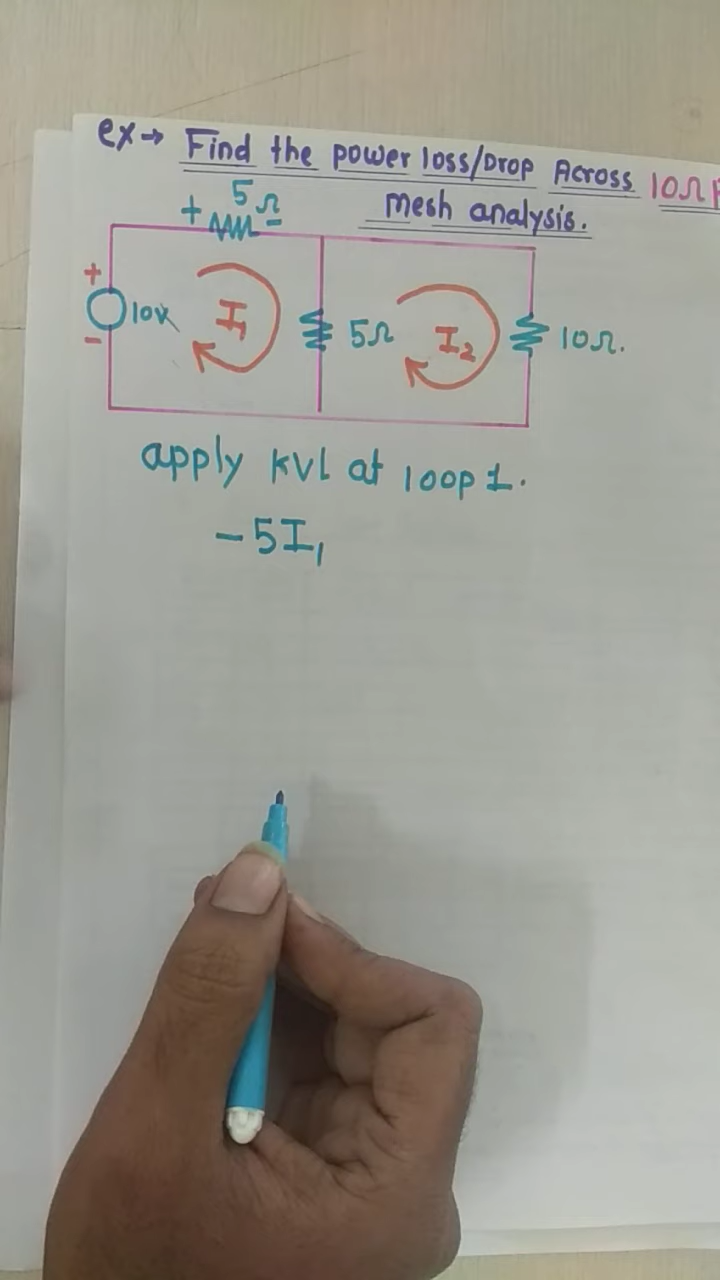 ex→ Find the power loss/Drop Across 10Ω
mesh analysis.
+ 5Ω -
+
10V
-
I₁
5Ω
I₂
10Ω.
apply KVL at loop 1.
-5I₁